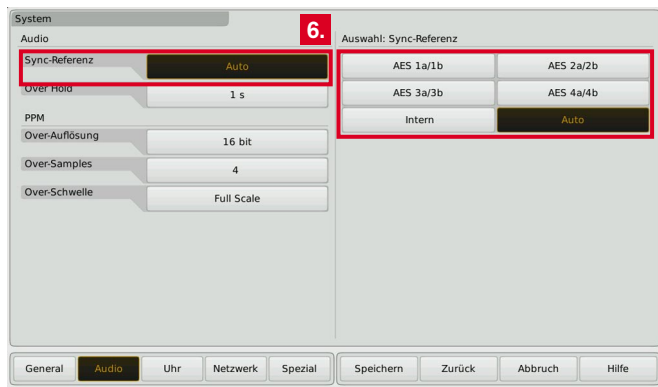 System
6.
Audio
Auswahl: Sync-Referenz
Sync-Referenz
Auto
AES 1a/1b
AES 2a/2b
Over Hold
1 s
AES 3a/3b
AES 4a/4b
PPM
Intern
Auto
Over-Auflösung
16 bit
Over-Samples
4
Over-Schwelle
Full Scale
General
Audio
Uhr
Netzwerk
Spezial
Speichern
Zurück
Abbruch
Hilfe